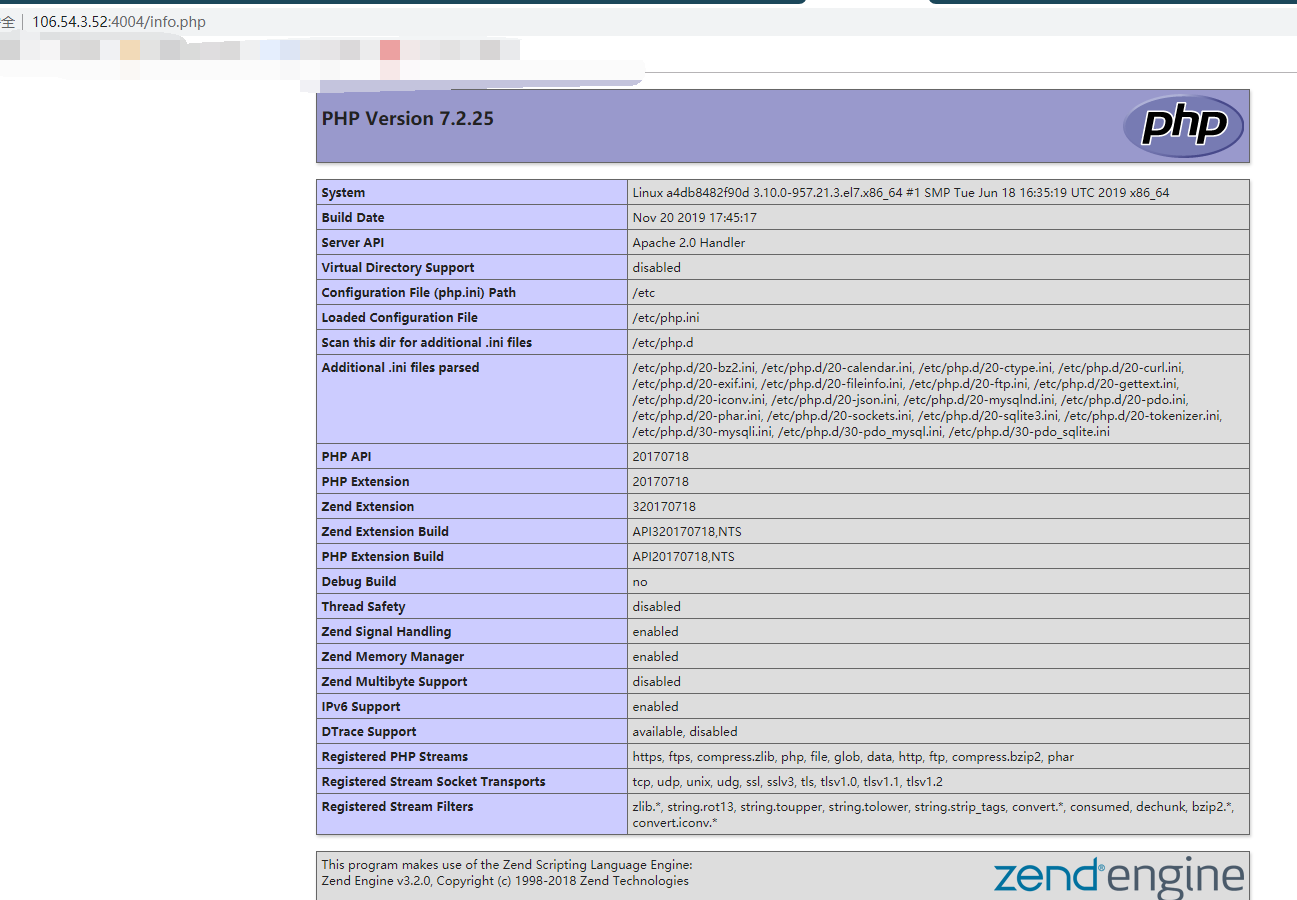 全 106.54.3.52:4004/info.php
PHP Version 7.2.25
php
System Linux a4db8482f90d 3.10.0-957.21.3.el7.x86_64 #1 SMP Tue Jun 18 16:35:19 UTC 2019 x86_64
Build Date Nov 20 2019 17:45:17
Server API Apache 2.0 Handler
Virtual Directory Support disabled
Configuration File (php.ini) Path /etc
Loaded Configuration File /etc/php.ini
Scan this dir for additional .ini files /etc/php.d
Additional .ini files parsed /etc/php.d/20-bz2.ini, /etc/php.d/20-calendar.ini, /etc/php.d/20-ctype.ini, /etc/php.d/20-curl.ini,
/etc/php.d/20-exif.ini, /etc/php.d/20-fileinfo.ini, /etc/php.d/20-ftp.ini, /etc/php.d/20-gettext.ini,
/etc/php.d/20-iconv.ini, /etc/php.d/20-json.ini, /etc/php.d/20-mysqlnd.ini, /etc/php.d/20-pdo.ini,
/etc/php.d/20-phar.ini, /etc/php.d/20-sockets.ini, /etc/php.d/20-sqlite3.ini, /etc/php.d/20-tokenizer.ini,
/etc/php.d/30-mysqli.ini, /etc/php.d/30-pdo_mysql.ini, /etc/php.d/30-pdo_sqlite.ini
PHP API 20170718
PHP Extension 20170718
Zend Extension 320170718
Zend Extension Build API320170718,NTS
PHP Extension Build API20170718,NTS
Debug Build no
Thread Safety disabled
Zend Signal Handling enabled
Zend Memory Manager enabled
Zend Multibyte Support disabled
IPv6 Support enabled
DTrace Support available, disabled
Registered PHP Streams https, ftps, compress.zlib, php, file, glob, data, http, ftp, compress.bzip2, phar
Registered Stream Socket Transports tcp, udp, unix, udg, ssl, sslv3, tls, tlsv1.0, tlsv1.1, tlsv1.2
Registered Stream Filters zlib.*, string.rot13, string.toupper, string.tolower, string.strip_tags, convert.*, consumed, dechunk, bzip2.*,
convert.iconv.*
This program makes use of the Zend Scripting Language Engine:
Zend Engine v3.2.0, Copyright (c) 1998-2018 Zend Technologies
zend® engine